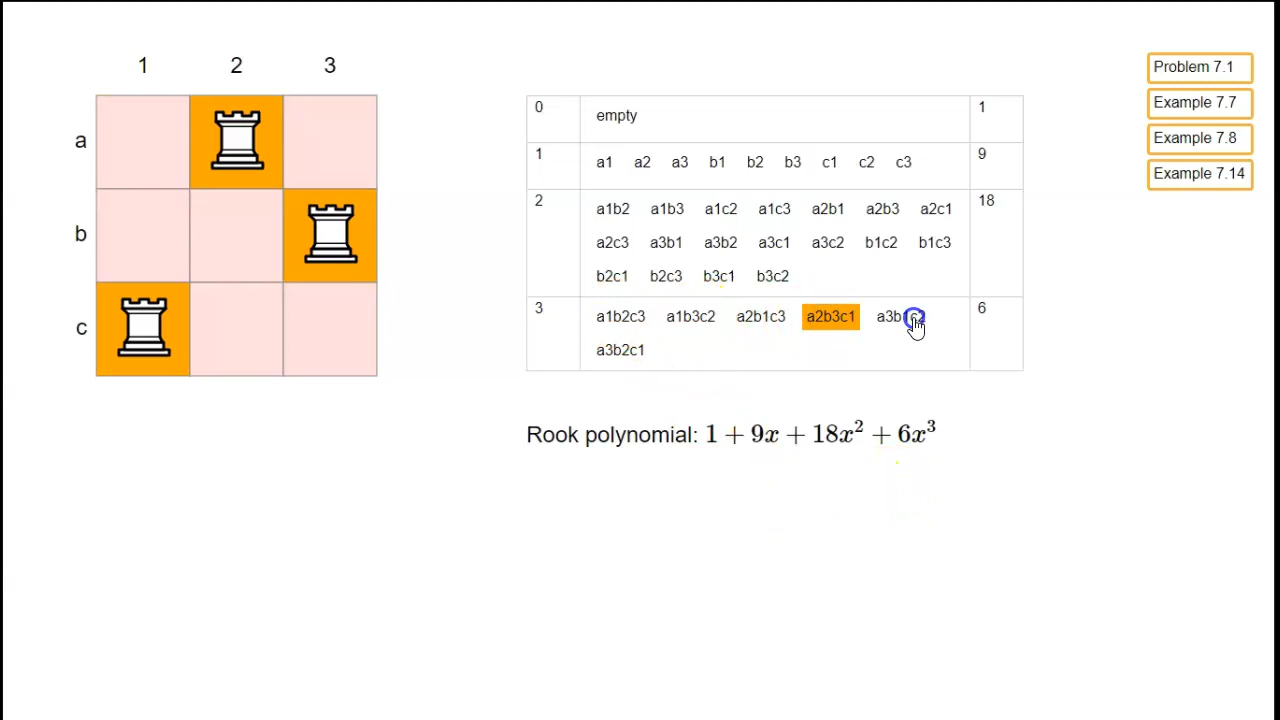 1 2 3
a
b
c
0 empty 1
1 a1 a2 a3 b1 b2 b3 c1 c2 c3 9
2 a1b2 a1b3 a1c2 a1c3 a2b1 a2b3 a2c1 18
a2c3 a3b1 a3b2 a3c1 a3c2 b1c2 b1c3
b2c1 b2c3 b3c1 b3c2
3 a1b2c3 a1b3c2 a2b1c3 a2b3c1 a3b1c2 6
a3b2c1
Rook polynomial: 1 + 9x + 18x² + 6x³
Problem 7.1
Example 7.7
Example 7.8
Example 7.14